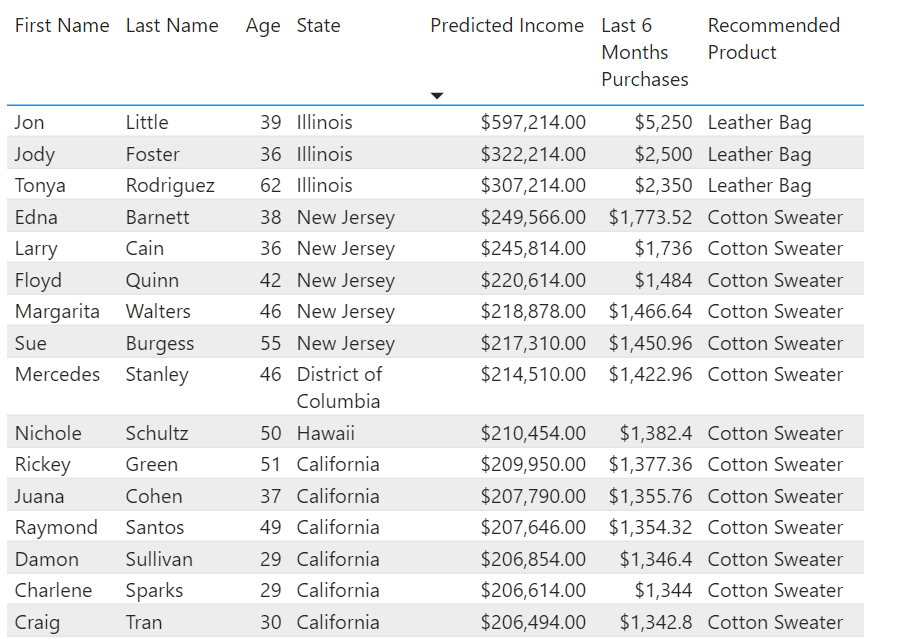 First Name Last Name Age State Predicted Income Last 6 Recommended
Months Product
Purchases
Jon Little 39 Illinois $597,214.00 $5,250 Leather Bag
Jody Foster 36 Illinois $322,214.00 $2,500 Leather Bag
Tonya Rodriguez 62 Illinois $307,214.00 $2,350 Leather Bag
Edna Barnett 38 New Jersey $249,566.00 $1,773.52 Cotton Sweater
Larry Cain 36 New Jersey $245,814.00 $1,736 Cotton Sweater
Floyd Quinn 42 New Jersey $220,614.00 $1,484 Cotton Sweater
Margarita Walters 46 New Jersey $218,878.00 $1,466.64 Cotton Sweater
Sue Burgess 55 New Jersey $217,310.00 $1,450.96 Cotton Sweater
Mercedes Stanley 46 District of $214,510.00 $1,422.96 Cotton Sweater
Columbia
Nichole Schultz 50 Hawaii $210,454.00 $1,382.4 Cotton Sweater
Rickey Green 51 California $209,950.00 $1,377.36 Cotton Sweater
Juana Cohen 37 California $207,790.00 $1,355.76 Cotton Sweater
Raymond Santos 49 California $207,646.00 $1,354.32 Cotton Sweater
Damon Sullivan 29 California $206,854.00 $1,346.4 Cotton Sweater
Charlene Sparks 29 California $206,614.00 $1,344 Cotton Sweater
Craig Tran 30 California $206,494.00 $1,342.8 Cotton Sweater